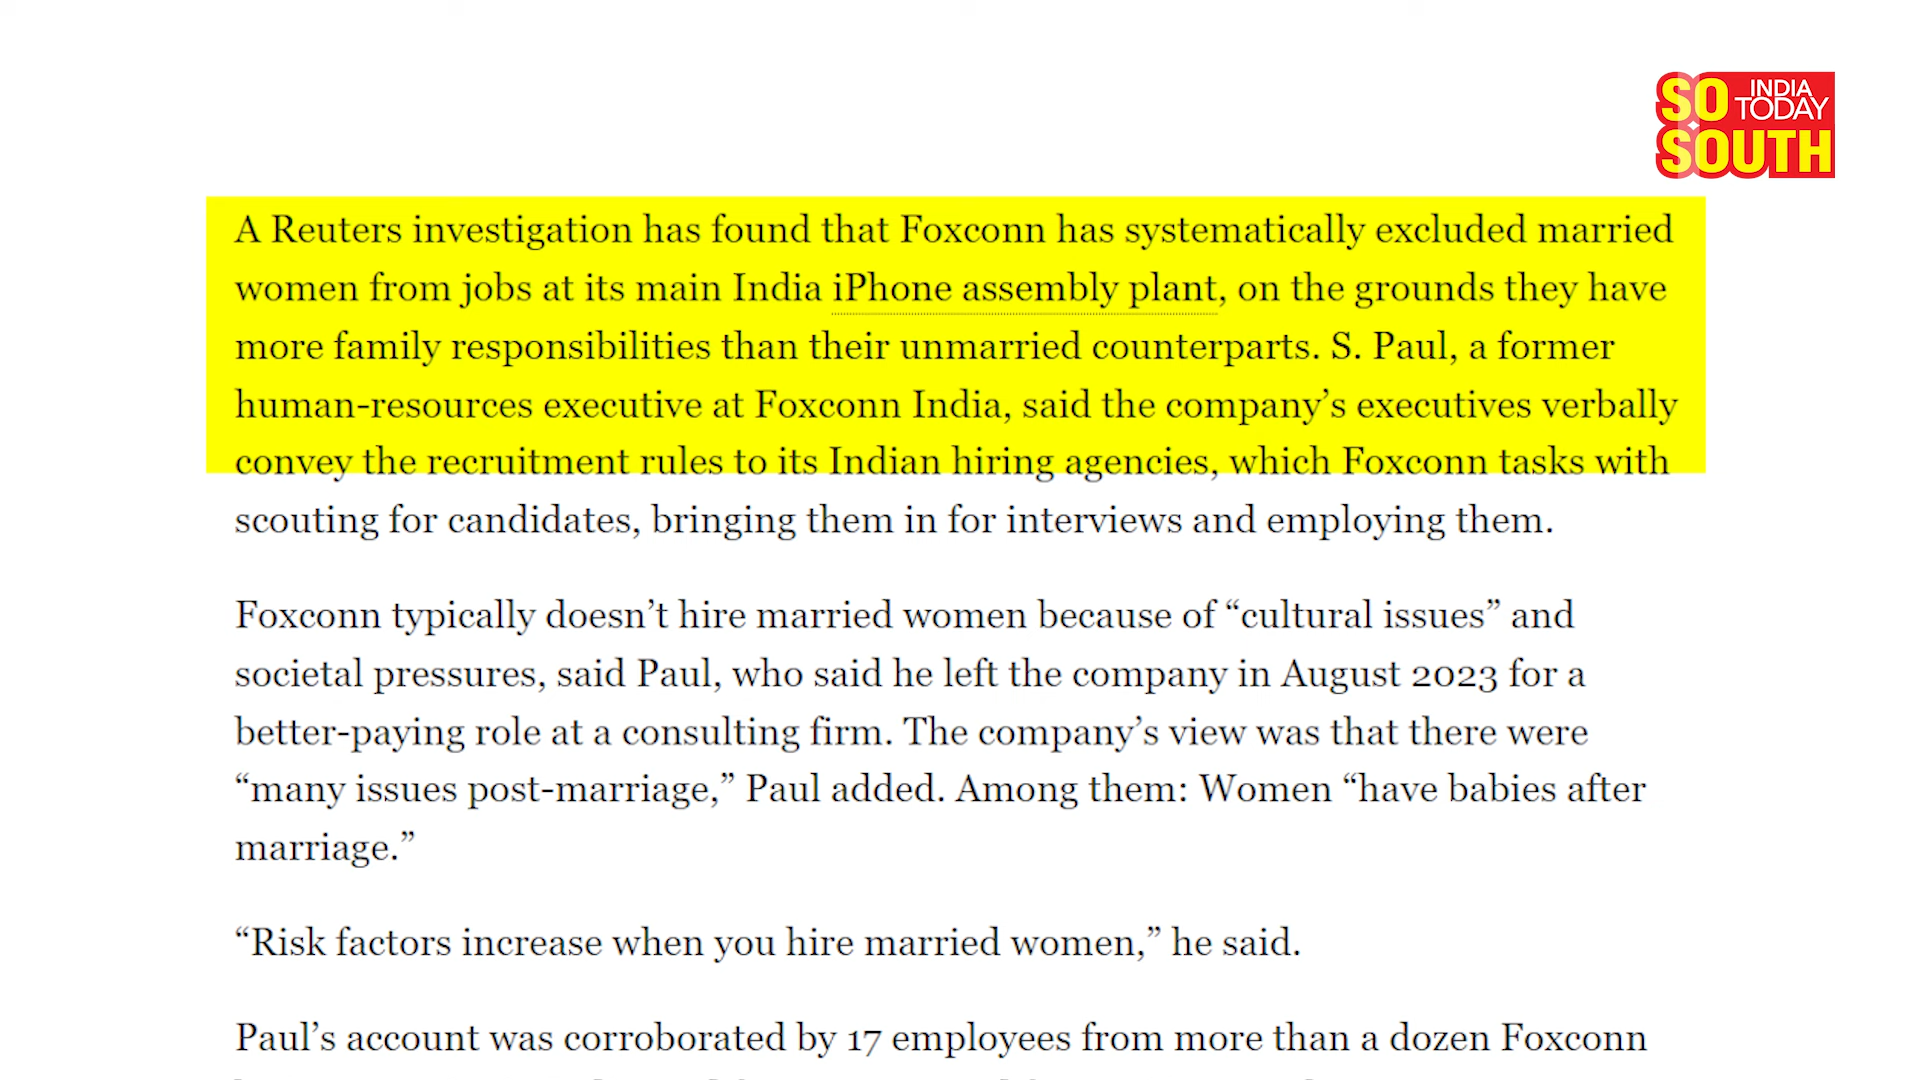 SO INDIA
TODAY
SOUTH
A Reuters investigation has found that Foxconn has systematically excluded married
women from jobs at its main India iPhone assembly plant, on the grounds they have
more family responsibilities than their unmarried counterparts. S. Paul, a former
human-resources executive at Foxconn India, said the company’s executives verbally
convey the recruitment rules to its Indian hiring agencies, which Foxconn tasks with
scouting for candidates, bringing them in for interviews and employing them.
Foxconn typically doesn’t hire married women because of “cultural issues” and
societal pressures, said Paul, who said he left the company in August 2023 for a
better-paying role at a consulting firm. The company’s view was that there were
“many issues post-marriage,” Paul added. Among them: Women “have babies after
marriage.”
“Risk factors increase when you hire married women,” he said.
Paul’s account was corroborated by 17 employees from more than a dozen Foxconn